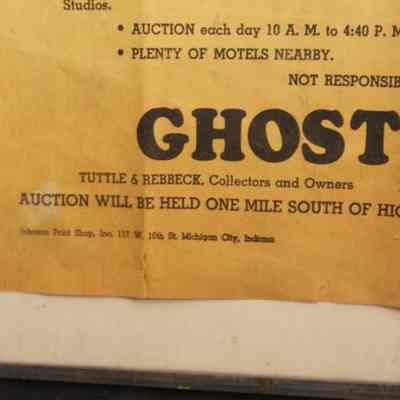 Studios.
• AUCTION each day 10 A. M. to 4:40 P. M
• PLENTY OF MOTELS NEARBY.
NOT RESPONSIB
GHOST
TUTTLE & REBBECK, Collectors and Owners
AUCTION WILL BE HELD ONE MILE SOUTH OF HIG
Johnson Print Shop, Inc. 117 W. 10th St. Michigan City, Indiana